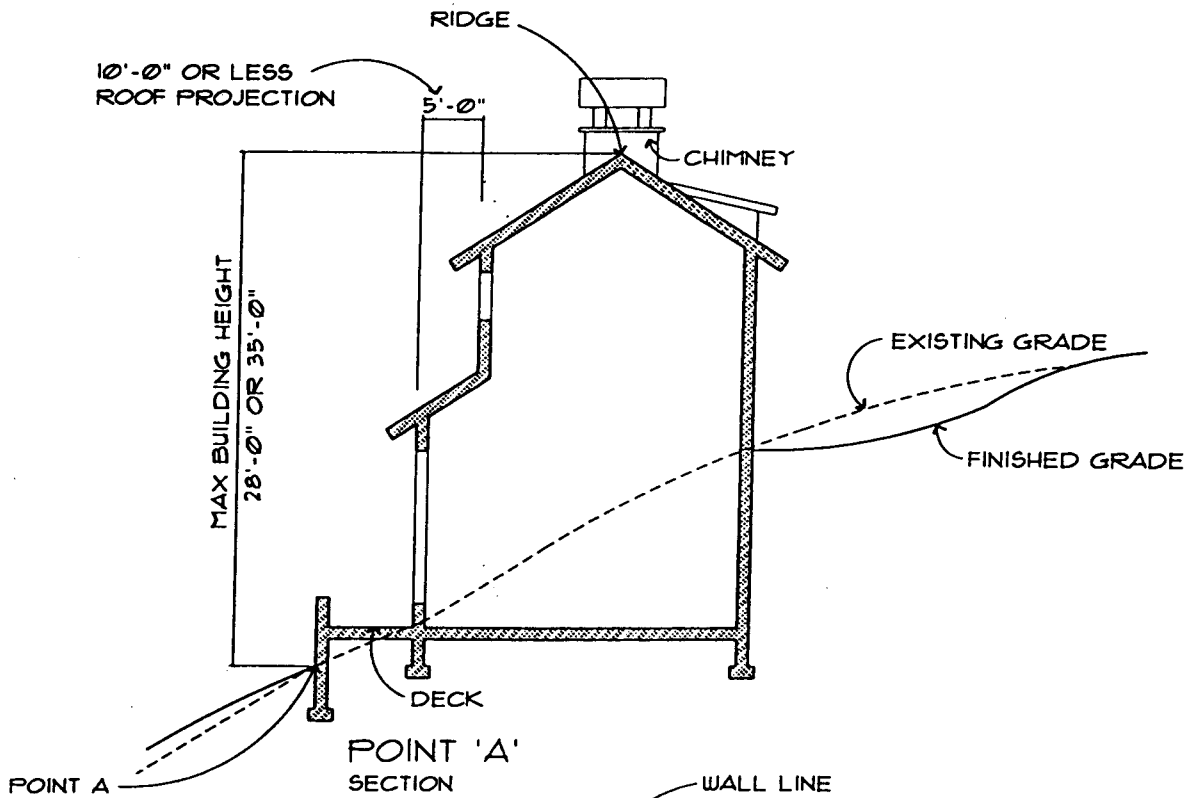 RIDGE
10'-0" OR LESS
ROOF PROJECTION
5'-0"
CHIMNEY
MAX BUILDING HEIGHT
28'-0" OR 35'-0"
EXISTING GRADE
FINISHED GRADE
DECK
POINT 'A'
SECTION
POINT A
WALL LINE